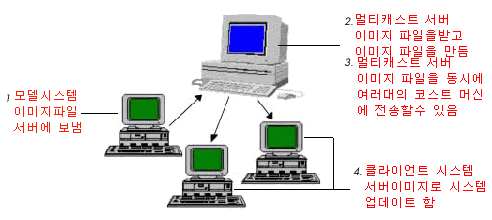 2. 멀티캐스트 서버
이미지 파일을받고
이미지 파일을 만듬
3. 멀티캐스트 서버
이미지 파일을 동시에
여러대의 코스트 머신
에 전송할수 있음
1 모델시스템
이미지파일
서버에 보냄
4. 클라이언트 시스템
서버이미지로 시스템
업데이트 함